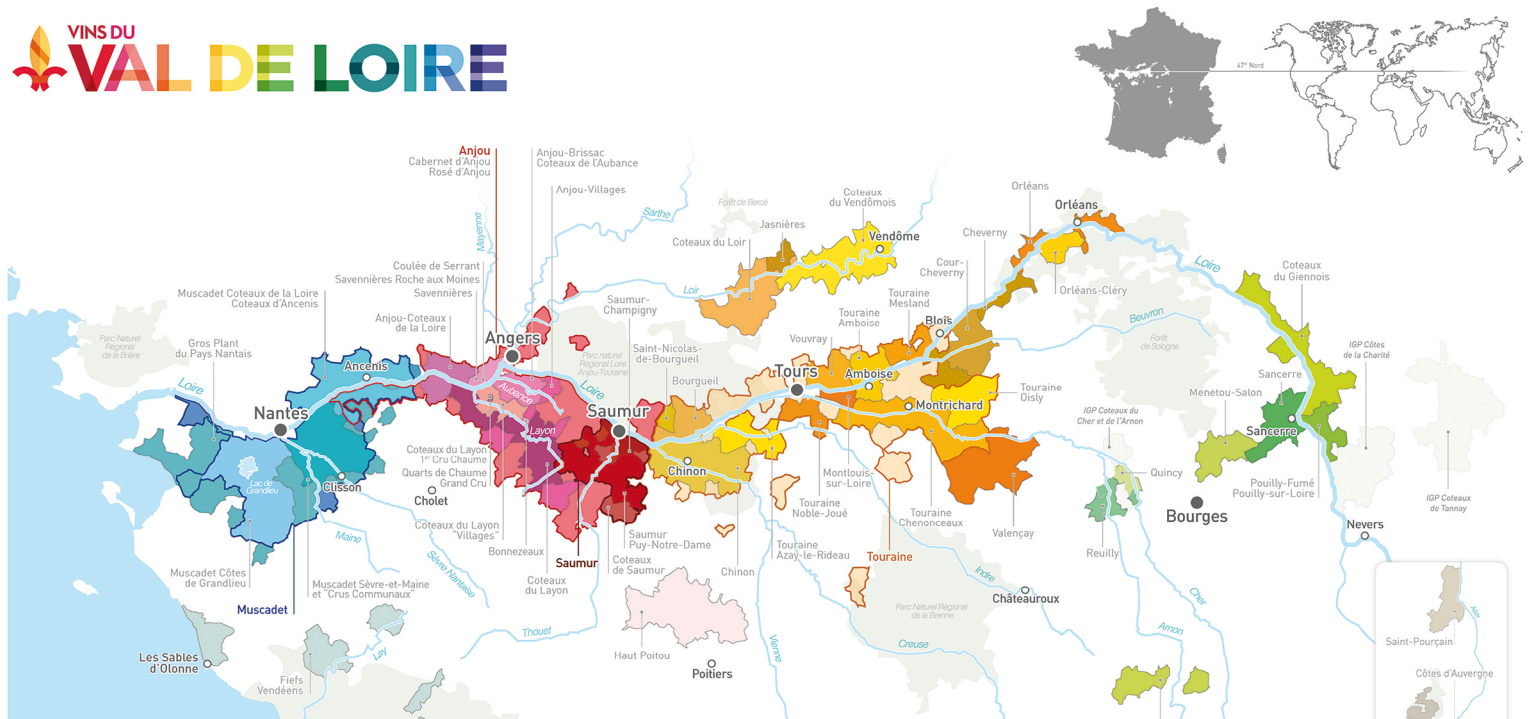 VINS DU
VAL DE LOIRE
47° Nord
Anjou
Cabernet d'Anjou
Rosé d'Anjou
Anjou-Brissac
Coteaux de l'Aubance
Anjou-Villages
Mayenne
Sarthe
Forêt de Bercé
Coteaux
du Vendômois
Jasnières
Coteaux du Loir
Vendôme
Orléans
Orléans
Cheverny
Cour-
Cheverny
Orléans-Cléry
Loire
Coteaux
du Giennois
Coulée de Serrant
Savennières Roche aux Moines
Savennières
Muscadet Coteaux de la Loire
Coteaux d'Ancenis
Anjou-Coteaux
de la Loire
Loir
Saumur-
Champigny
Touraine
Mesland
Touraine
Amboise
Blois
Beuvron
Parc Naturel
Régional
de la Brière
Gros Plant
du Pays Nantais
Ancenis
Angers
Parc naturel
Régional Loire
Anjou-Touraine
Saint-Nicolas-
de-Bourgueil
Vouvray
Forêt
de Sologne
IGP Côtes
de la Charité
Loire
Nantes
Aubance
Loire
Bourgueil
Tours
Amboise
Touraine
Oisly
Sancerre
Menetou-Salon
Saumur
Montrichard
IGP Coteaux du
Cher et de l'Arnon
Layon
Sancerre
Lac de
Grandlieu
Clisson
Cholet
Coteaux du Layon
1er Cru Chaume
Quarts de Chaume
Grand Cru
Chinon
Montlouis-
sur-Loire
Quincy
Pouilly-Fumé
Pouilly-sur-Loire
IGP Coteaux
de Tannay
Touraine
Noble-Joué
Touraine
Chenonceaux
Valençay
Bourges
Nevers
Maine
Sèvre Nantaise
Coteaux du Layon
"Villages"
Bonnezeaux
Saumur
Saumur
Puy-Notre-Dame
Touraine
Azay-le-Rideau
Touraine
Reuilly
Muscadet Côtes
de Grandlieu
Muscadet Sèvre-et-Maine
et "Crus Communaux"
Coteaux
du Layon
Coteaux
de Saumur
Chinon
Indre
Châteauroux
Cher
Muscadet
Parc Naturel Régional
de la Brenne
Allier
Thouet
Vienne
Creuse
Arnon
Saint-Pourçain
Les Sables
d'Olonne
Lay
Haut Poitou
Poitiers
Fiefs
Vendéens
Côtes d'Auvergne